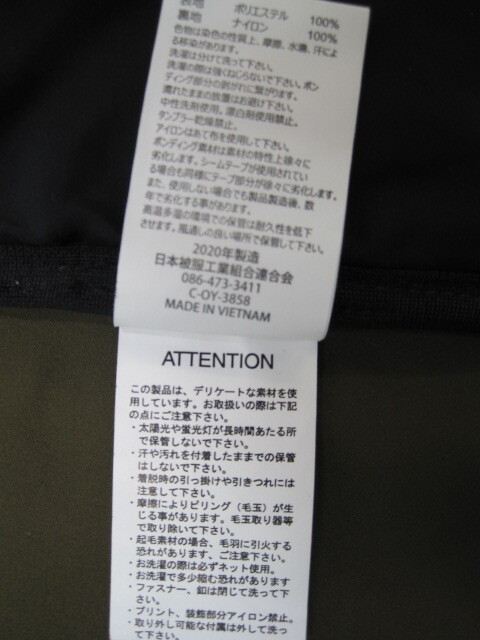 表地 ポリエステル 100%
裏地 ナイロン 100%
色物は染色の性質上、摩擦、水濡、汗によ
る移染があります。
洗濯は分けて洗って下さい。
洗濯の際は強くねじらないで下さい。ボン
ディング部分の剥がれに繋がります。
濡れたままの放置はお避け下さい。
中性洗剤使用。漂白剤使用禁止。
タンブラー乾燥禁止。
アイロンはあて布を使用して下さい。
ボンディング素材は素材の特性上徐々に
劣化します。シームテープが使用されてい
る場合も同様にテープ部分が徐々に劣化します。
また、使用しない場合でも製品製造後、数
年で劣化する事があります。
高温多湿の環境での保管は耐久性を低下
させます。風通しの良い場所で保管して下さい。
2020年製造
日本被服工業組合連合会
086-473-3411
C-OY-3858
MADE IN VIETNAM
ATTENTION
この製品は、デリケートな素材を使
用しています。お取扱いの際は下記
の点にご注意下さい。
・太陽光や蛍光灯が長時間あたる所
で保管しないで下さい。
・汗や汚れを付着したままでの保管
はしないで下さい。
・着脱時の引っ掛けや引きつれには
注意して下さい。
・摩擦によりピリング(毛玉)が生
じる事があります。毛玉取り器等
で取り除いて下さい。
・起毛素材の場合、毛羽に引火する
恐れがあります、ご注意下さい。
・お洗濯の際は必ずネット使用。
・お洗濯で多少縮む恐れがあります
・ファスナー、釦は閉じて洗って下
さい。
・プリント、装飾部分アイロン禁止。
・取り外し可能な付属は外して洗っ
て下さい。